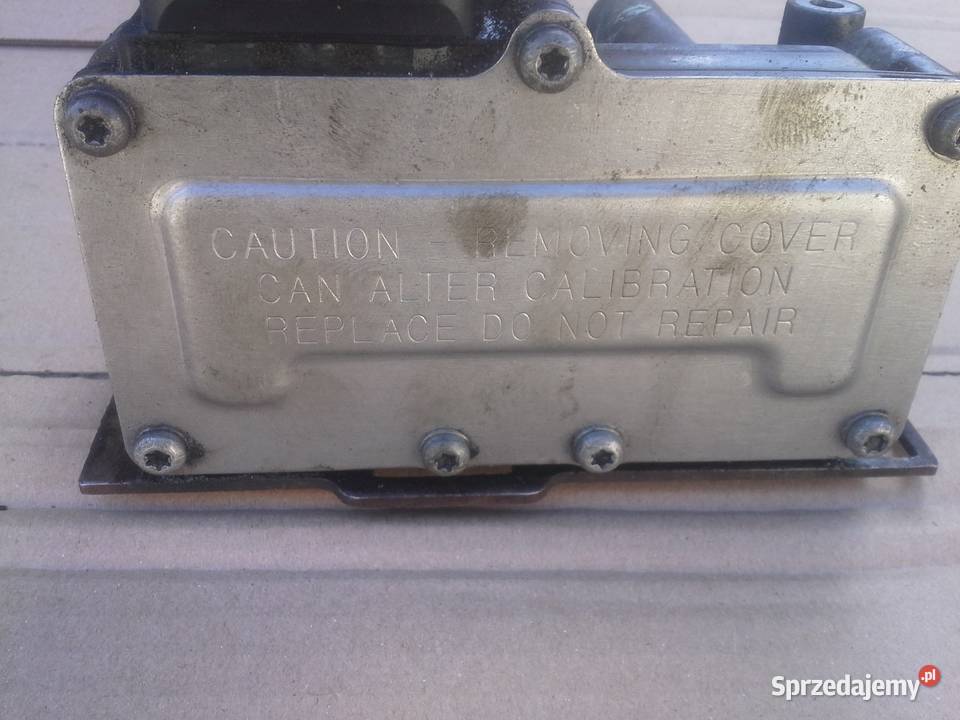 CAUTION - REMOVING COVER
CAN ALTER CALIBRATION
REPLACE DO NOT REPAIR
Sprzedajemy.pl